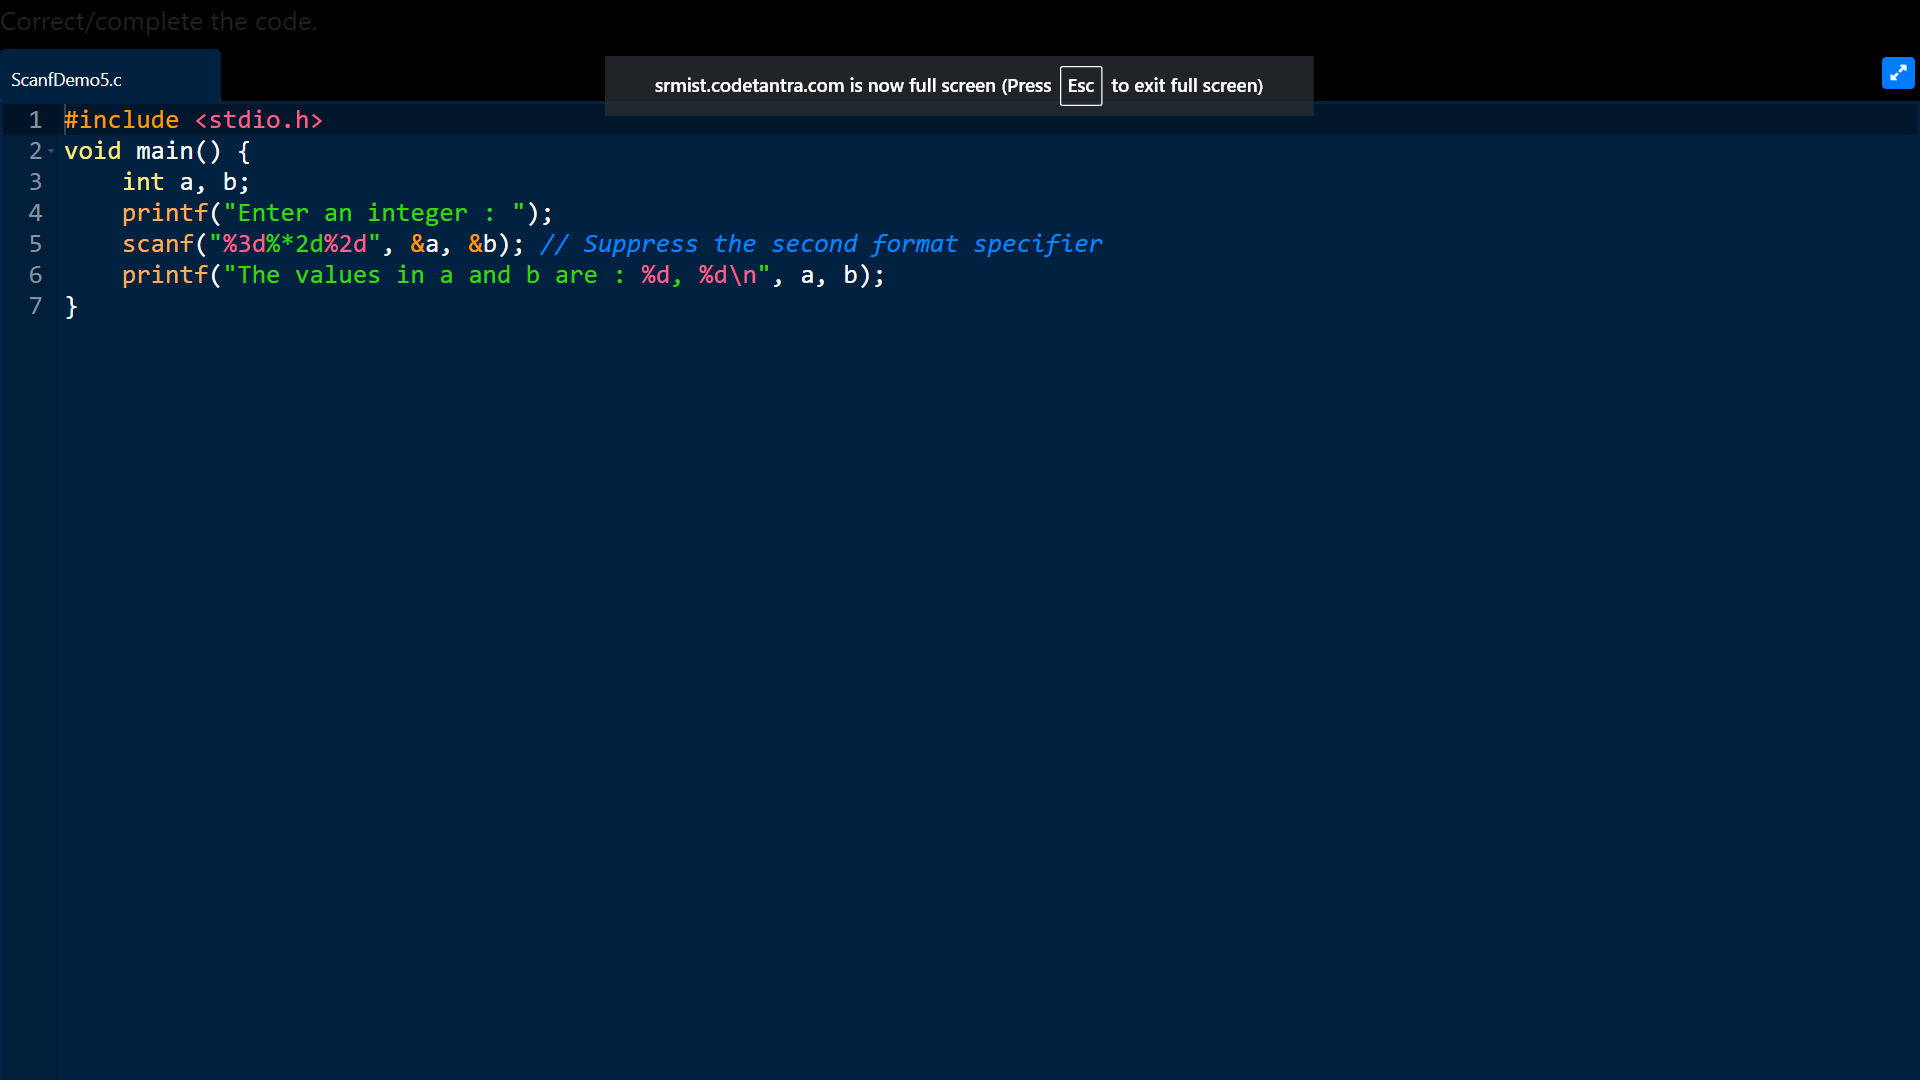 Correct/complete the code.
ScanfDemo5.c
srmist.codetantra.com is now full screen (Press Esc to exit full screen)
1 #include <stdio.h>
2 void main() {
3     int a, b;
4     printf("Enter an integer : ");
5     scanf("%3d%*2d%2d", &a, &b); // Suppress the second format specifier
6     printf("The values in a and b are : %d, %d\n", a, b);
7 }